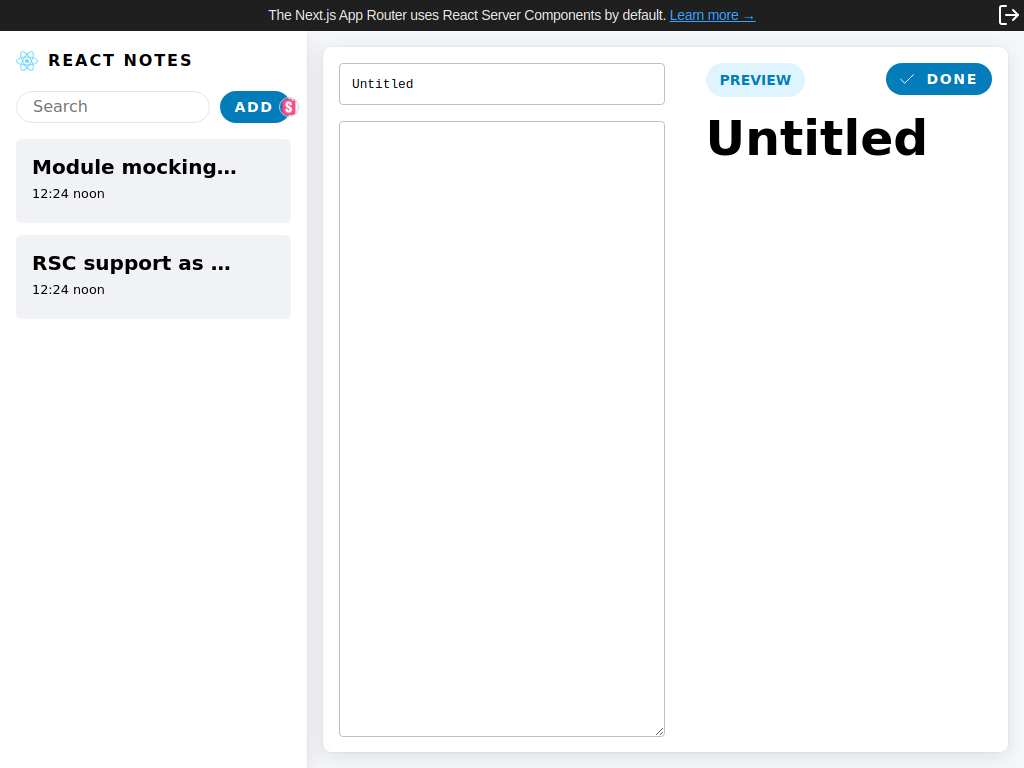 The Next.js App Router uses React Server Components by default. Learn more →
REACT NOTES
Search
ADD
S
Module mocking...
12:24 noon
RSC support as ...
12:24 noon
Untitled
PREVIEW
DONE
Untitled